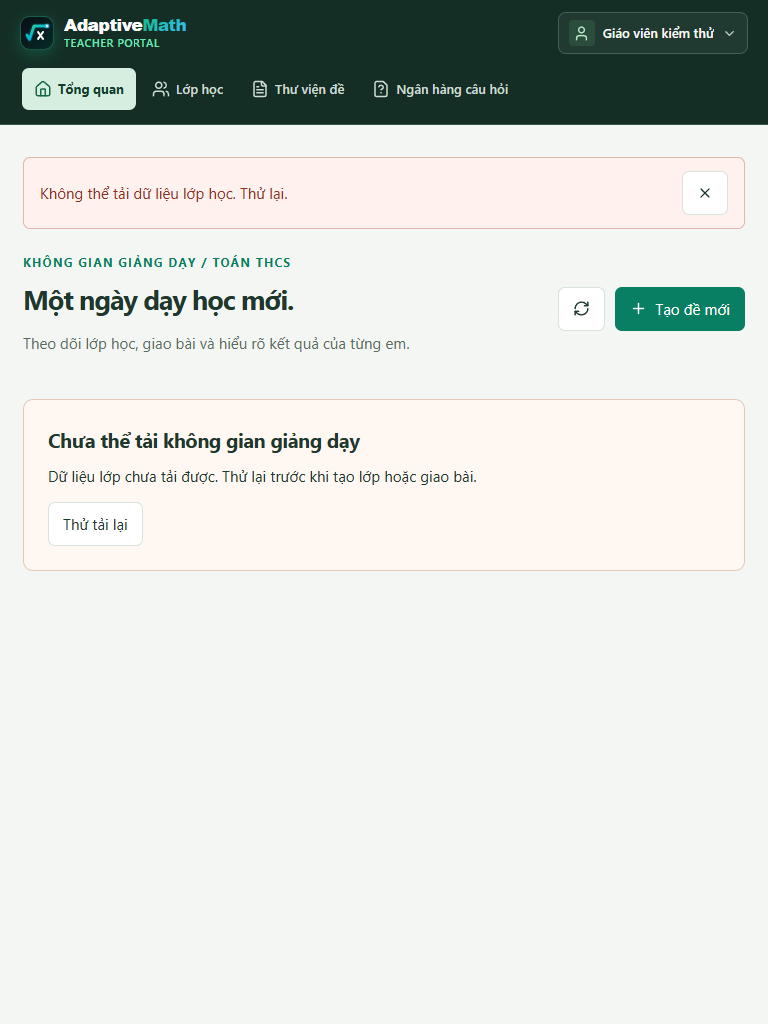 AdaptiveMath
TEACHER PORTAL
Giáo viên kiểm thử
Tổng quan
Lớp học
Thư viện đề
Ngân hàng câu hỏi
Không thể tải dữ liệu lớp học. Thử lại.
KHÔNG GIAN GIẢNG DẠY / TOÁN THCS
Một ngày dạy học mới.
Tạo đề mới
Theo dõi lớp học, giao bài và hiểu rõ kết quả của từng em.
Chưa thể tải không gian giảng dạy
Dữ liệu lớp chưa tải được. Thử lại trước khi tạo lớp hoặc giao bài.
Thử tải lại